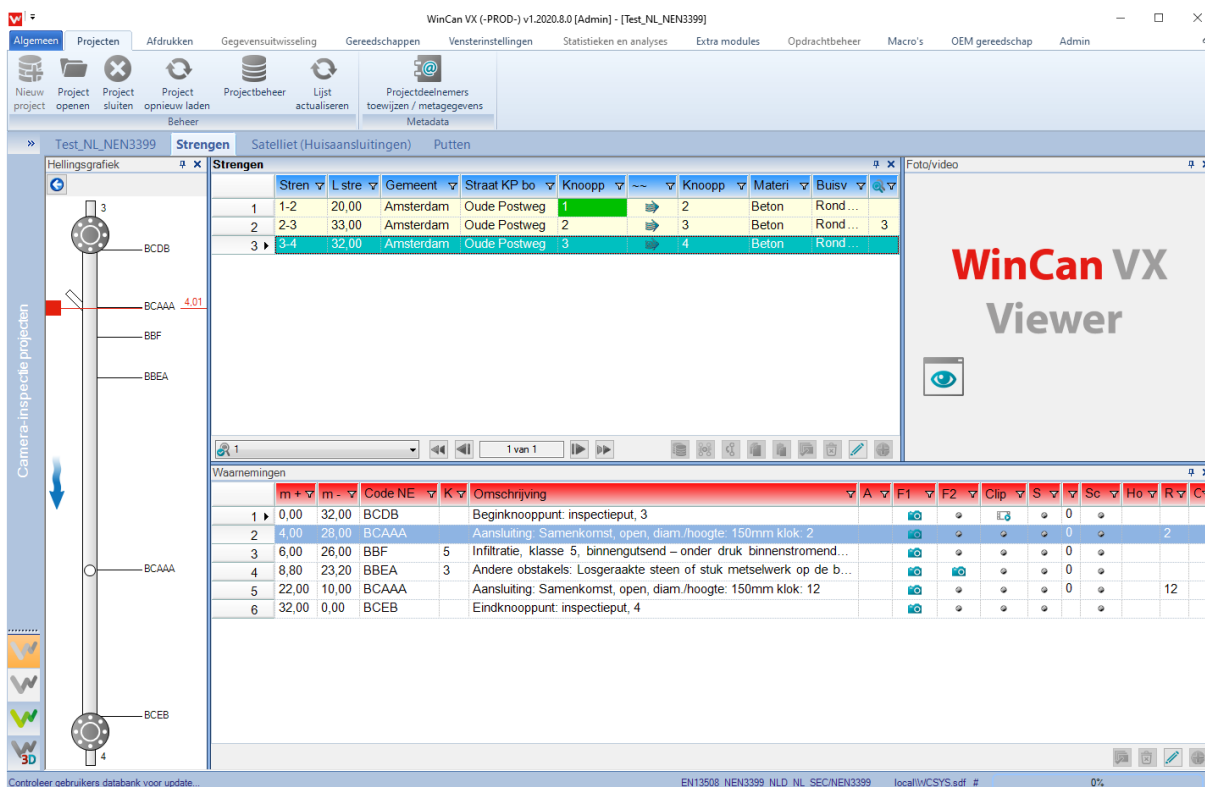 WinCan VX (-PROD-) v1.2020.8.0 [Admin] - [Test_NL_NEN3399]
Algemeen Projecten Afdrukken Gegevensuitwisseling Gereedschappen Vensterinstellingen Statistieken en analyses Extra modules Opdrachtbeheer Macro's OEM gereedschap Admin
Nieuw project
Project openen
Project sluiten
Project opnieuw laden
Projectbeheer
Lijst actualiseren
Projectdeelnemers toewijzen / metagegevens
Beheer
Metadata
» Test_NL_NEN3399 Strengen Satelliet (Huisaansluitingen) Putten
Camera-inspectie projecten
Hellingsgrafiek
3
BCDB
BCAAA 4,01
BBF
BBEA
BCAAA
BCEB
4
3D
Strengen
Stren L stre Gemeent Straat KP bo Knoopp ~~ Knoopp Materi Buisv
1 1-2 20,00 Amsterdam Oude Postweg 1 2 Beton Rond...
2 2-3 33,00 Amsterdam Oude Postweg 2 3 Beton Rond... 3
3 3-4 32,00 Amsterdam Oude Postweg 3 4 Beton Rond...
1
1 van 1
Foto/video
WinCan VX
Viewer
Waarnemingen
m + m - Code NE K Omschrijving A F1 F2 Clip S Sc Ho R C
1 0,00 32,00 BCDB Beginknooppunt: inspectieput, 3 0
2 4,00 28,00 BCAAA Aansluiting: Samenkomst, open, diam./hoogte: 150mm klok: 2 0 2
3 6,00 26,00 BBF 5 Infiltratie, klasse 5, binnengutsend – onder druk binnenstromend... 0
4 8,80 23,20 BBEA 3 Andere obstakels: Losgeraakte steen of stuk metselwerk op de b... 0
5 22,00 10,00 BCAAA Aansluiting: Samenkomst, open, diam./hoogte: 150mm klok: 12 0 12
6 32,00 0,00 BCEB Eindknooppunt: inspectieput, 4
Controleer gebruikers databank voor update... EN13508_NEN3399_NLD_NL_SEC/NEN3399 local\WCSYS.sdf # 0%